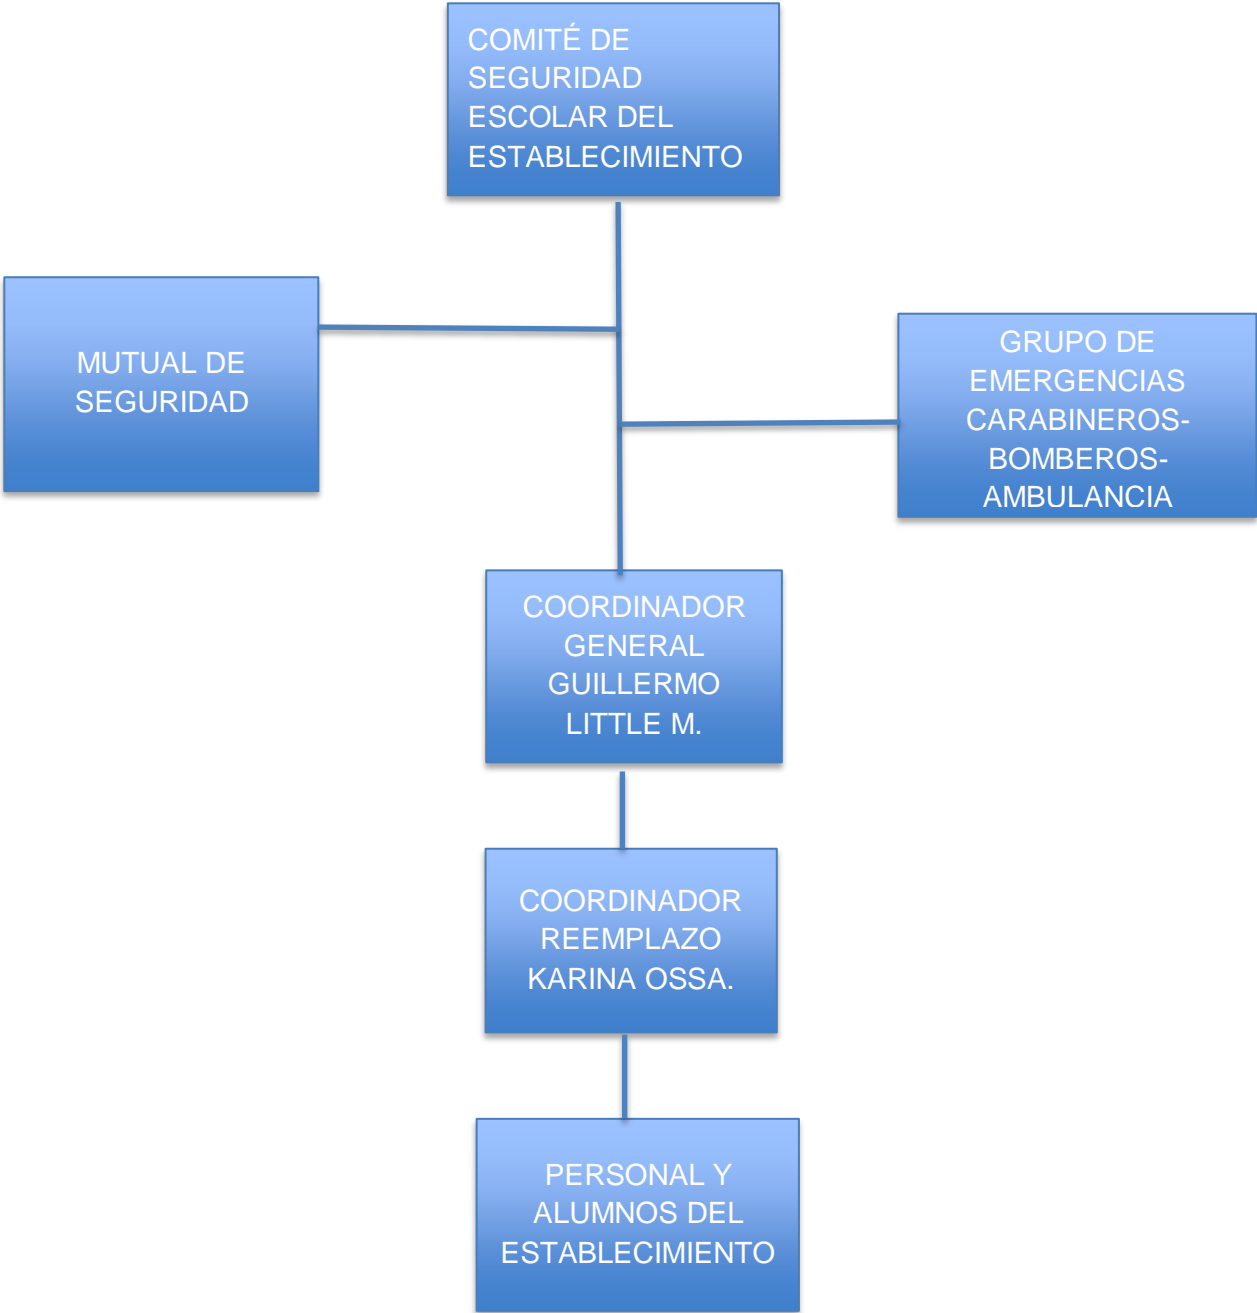 COMITÉ DE
SEGURIDAD
ESCOLAR DEL
ESTABLECIMIENTO
MUTUAL DE
SEGURIDAD
GRUPO DE
EMERGENCIAS
CARABINEROS-
BOMBEROS-
AMBULANCIA
COORDINADOR
GENERAL
GUILLERMO
LITTLE M.
COORDINADOR
REEMPLAZO
KARINA OSSA.
PERSONAL Y
ALUMNOS DEL
ESTABLECIMIENTO